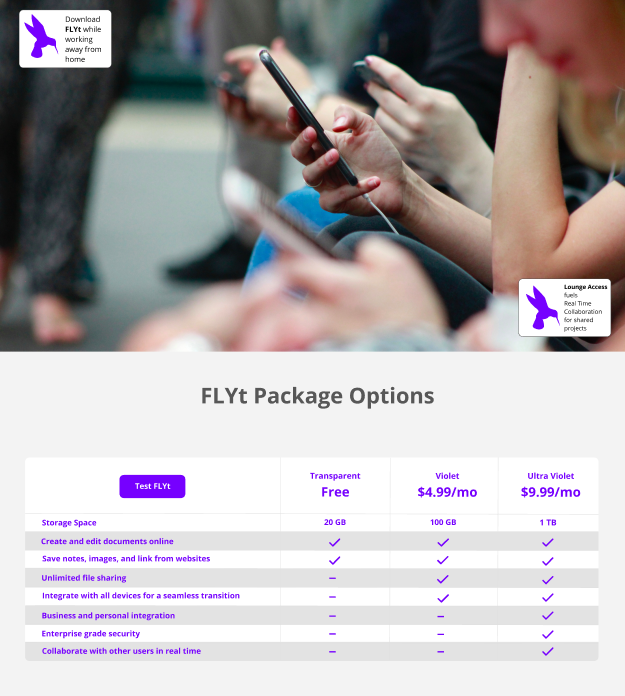 Download
FLYt while
working
away from
home
Lounge Access
fuels
Real Time
Collaboration
for shared
projects
FLYt Package Options
Test FLYt
Transparent
Free
Violet
$4.99/mo
Ultra Violet
$9.99/mo
Storage Space 20 GB 100 GB 1 TB
Create and edit documents online
Save notes, images, and link from websites
Unlimited file sharing
Integrate with all devices for a seamless transition
Business and personal integration
Enterprise grade security
Collaborate with other users in real time